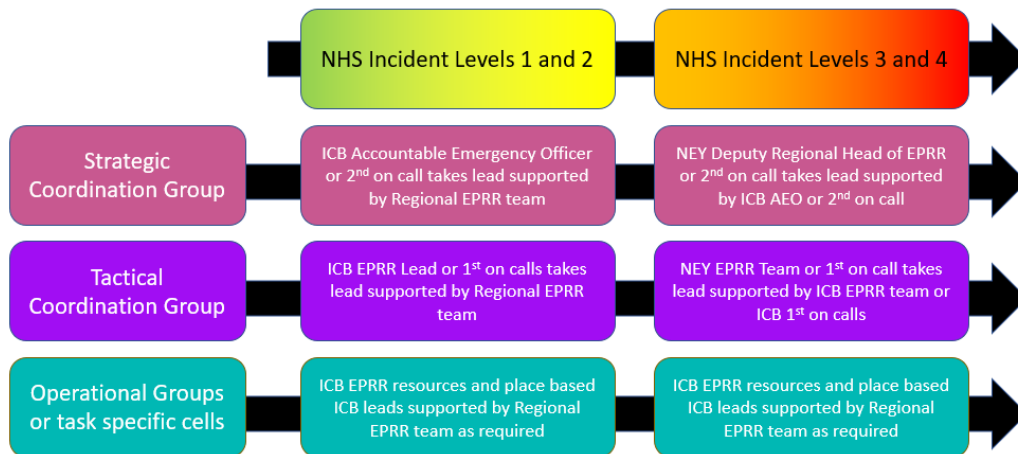 NHS Incident Levels 1 and 2
NHS Incident Levels 3 and 4
Strategic
Coordination Group
ICB Accountable Emergency Officer
or 2nd on call takes lead supported
by Regional EPRR team
NEY Deputy Regional Head of EPRR
or 2nd on call takes lead supported
by ICB AEO or 2nd on call
Tactical
Coordination Group
ICB EPRR Lead or 1st on calls takes
lead supported by Regional EPRR
team
NEY EPRR Team or 1st on call takes
lead supported by ICB EPRR team or
ICB 1st on calls
Operational Groups
or task specific cells
ICB EPRR resources and place based
ICB leads supported by Regional
EPRR team as required
ICB EPRR resources and place based
ICB leads supported by Regional
EPRR team as required